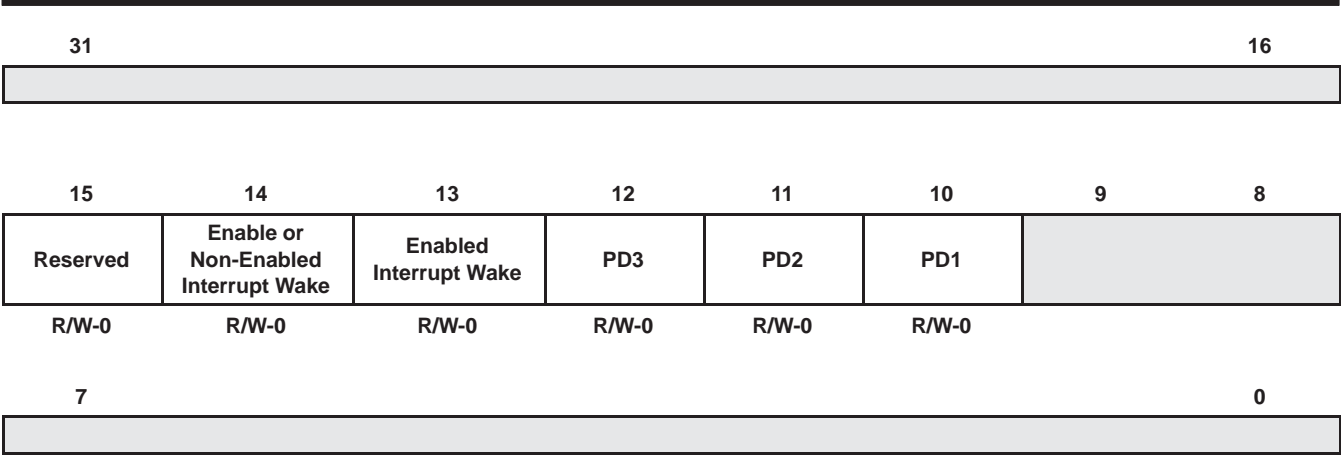 31 16
15 14 13 12 11 10 9 8
Reserved
Enable or
Non-Enabled
Interrupt Wake
Enabled
Interrupt Wake
PD3
PD2
PD1
R/W-0 R/W-0 R/W-0 R/W-0 R/W-0 R/W-0
7 0